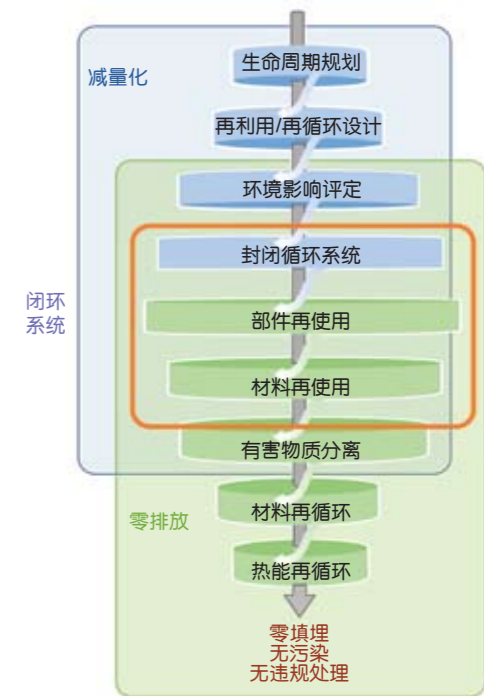 生命周期规划
减量化
再利用/再循环设计
环境影响评定
封闭循环系统
闭环
系统
部件再使用
材料再使用
有害物质分离
材料再循环
零排放
热能再循环
零填埋
无污染
无违规处理